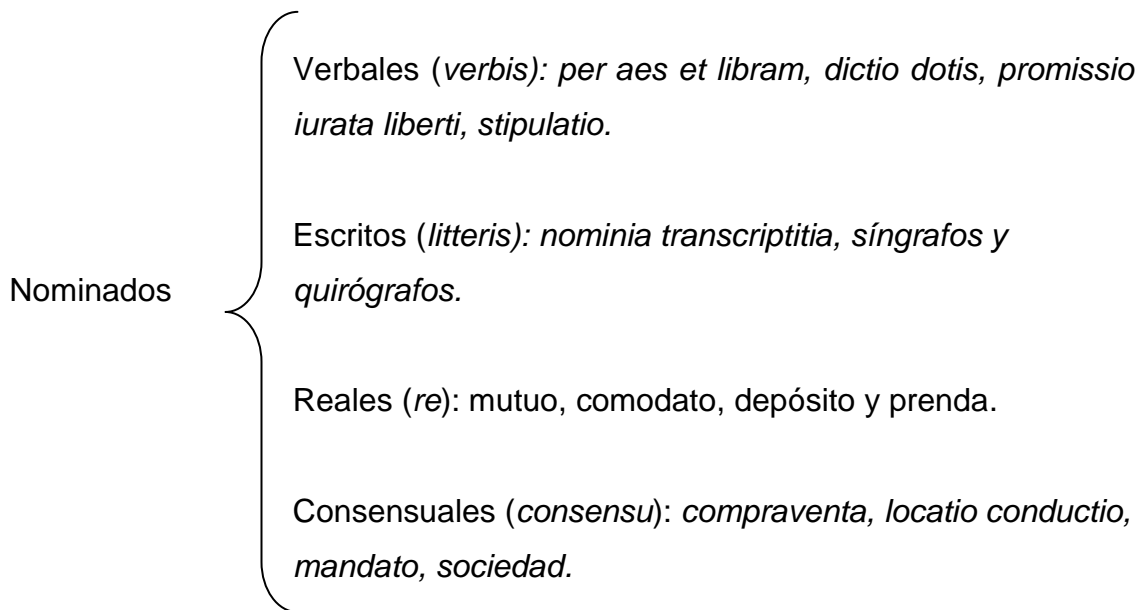 Verbales (verbis): per aes et libram, dictio dotis, promissio
iurata liberti, stipulatio.
Escritos (litteris): nominia transcriptitia, síngrafos y
Nominados
quirógrafos.
Reales (re): mutuo, comodato, depósito y prenda.
Consensuales (consensu): compraventa, locatio conductio,
mandato, sociedad.